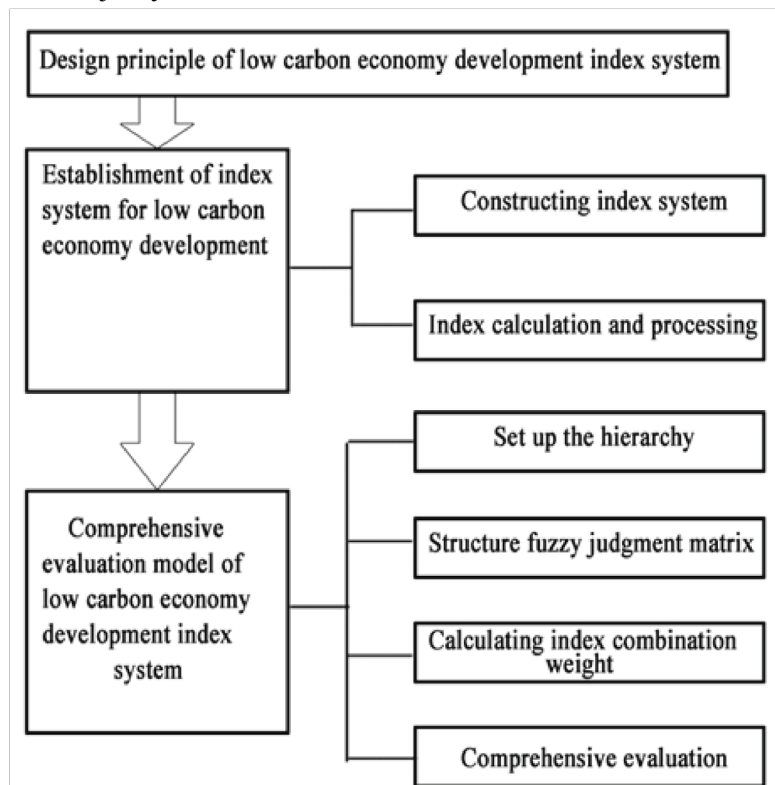 Design principle of low carbon economy development index system
Establishment of index
system for low carbon
economy development
Constructing index system
Index calculation and processing
Comprehensive
evaluation model of
low carbon economy
development index
system
Set up the hierarchy
Structure fuzzy judgment matrix
Calculating index combination
weight
Comprehensive evaluation